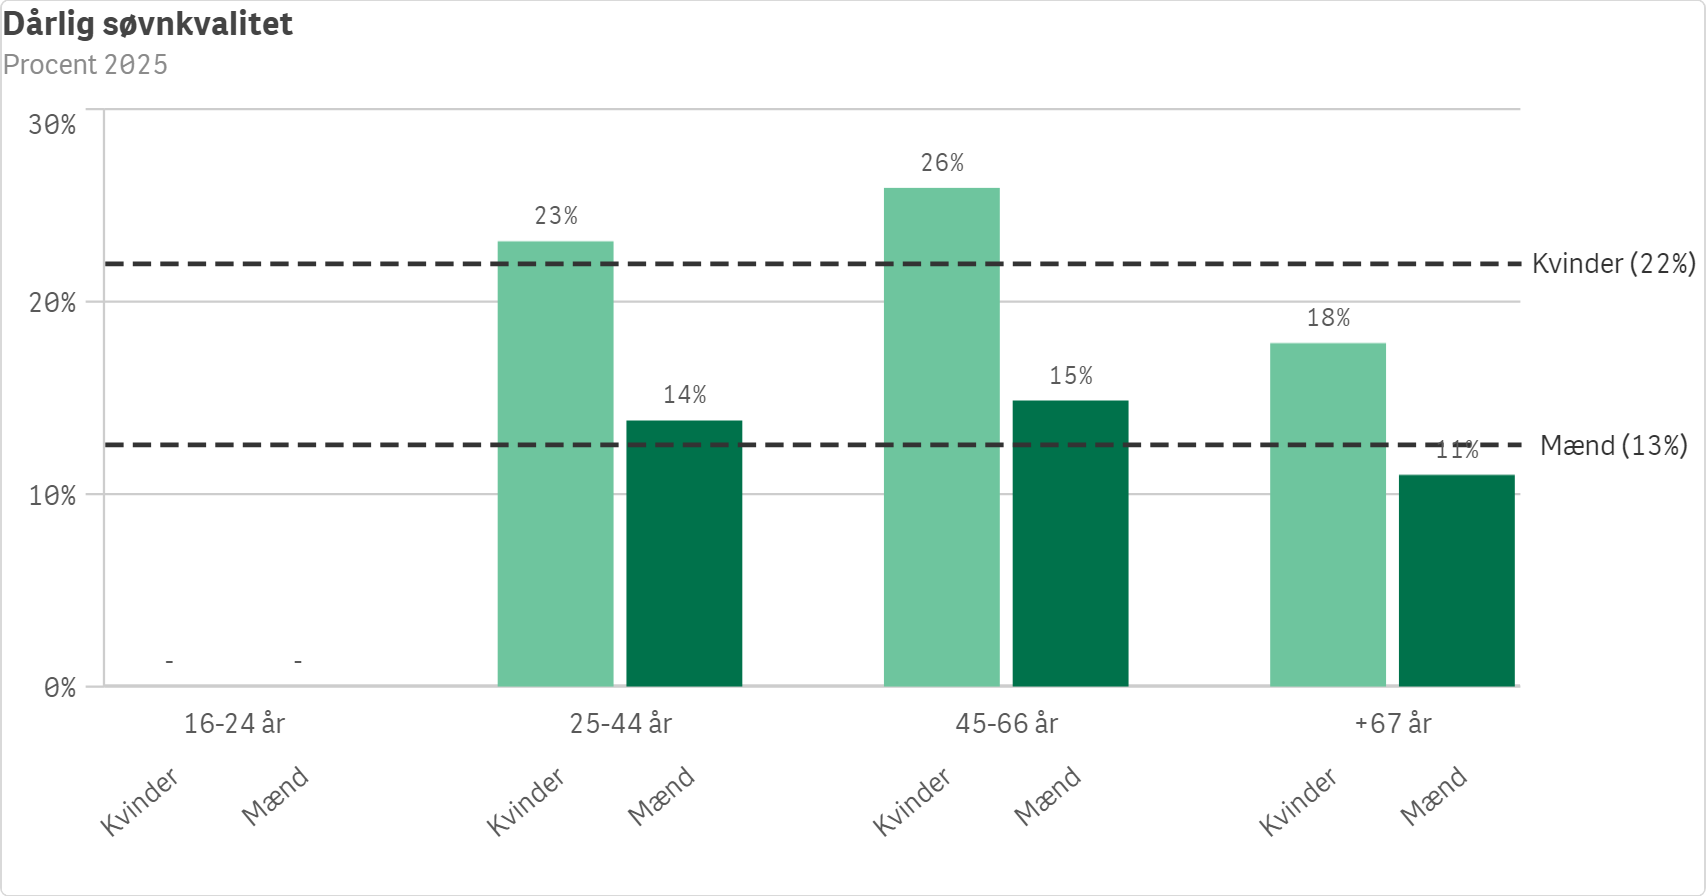 Dårlig søvnkvalitet
Procent 2025
30%
20%
10%
0%
26%
23%
18%
15%
14%
11%
-
-
Kvinder (22%)
Mænd (13%)
16-24 år
25-44 år
45-66 år
+67 år
Kvinder
Mænd
Kvinder
Mænd
Kvinder
Mænd
Kvinder
Mænd